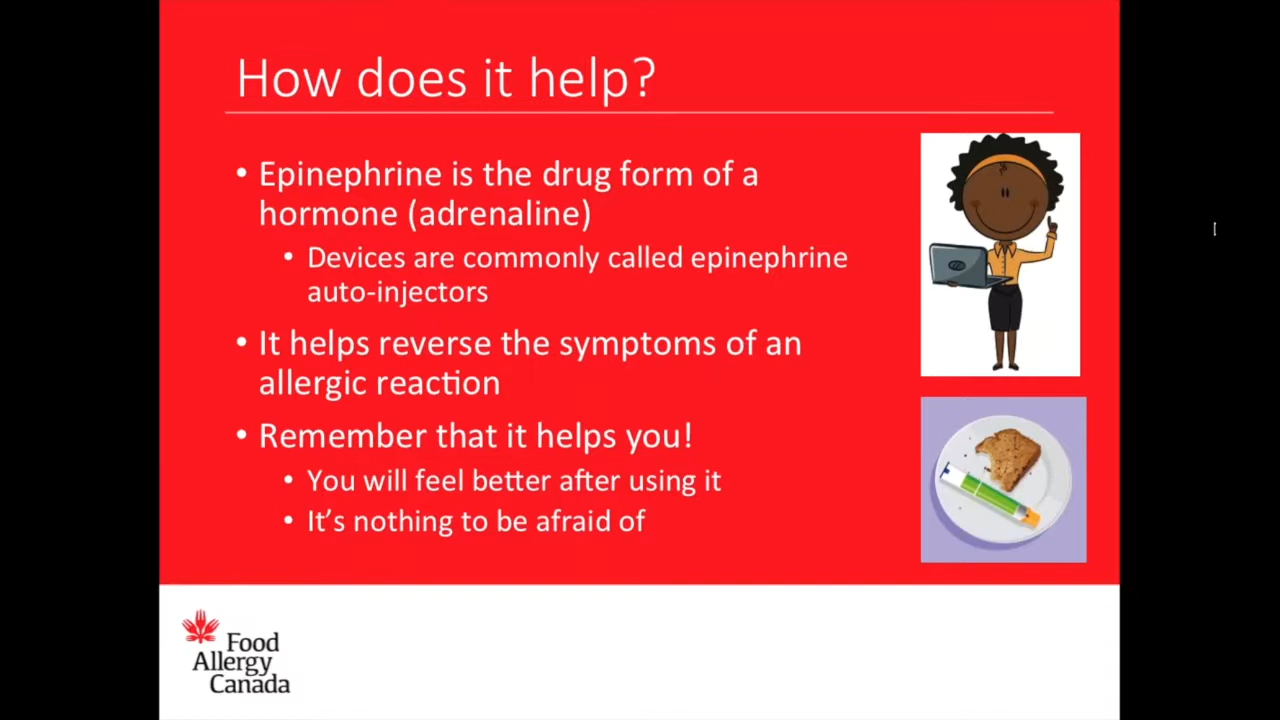 How does it help?
• Epinephrine is the drug form of a
hormone (adrenaline)
• Devices are commonly called epinephrine
auto-injectors
• It helps reverse the symptoms of an
allergic reaction
• Remember that it helps you!
• You will feel better after using it
• It's nothing to be afraid of
Food
Allergy
Canada